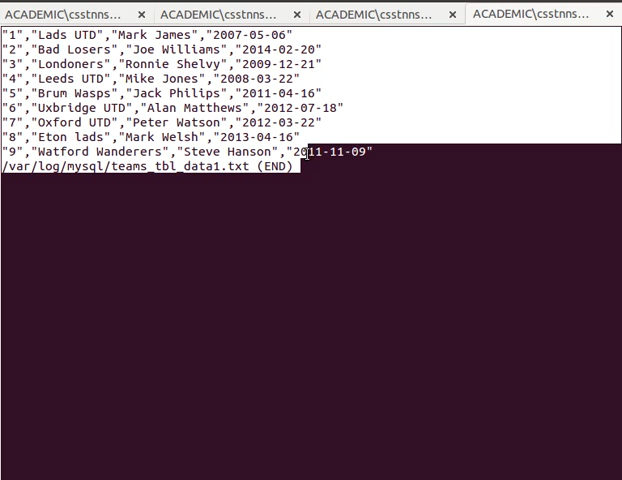 ACADEMIC\csstnns...
ACADEMIC\csstnns...
ACADEMIC\csstnns...
ACADEMIC\csstnns...
"1","Lads UTD","Mark James","2007-05-06"
"2","Bad Losers","Joe Williams","2014-02-20"
"3","Londoners","Ronnie Shelvy","2009-12-21"
"4","Leeds UTD","Mike Jones","2008-03-22"
"5","Brum Wasps","Jack Philips","2011-04-16"
"6","Uxbridge UTD","Alan Matthews","2012-07-18"
"7","Oxford UTD","Peter Watson","2012-03-22"
"8","Eton lads","Mark Welsh","2013-04-16"
"9","Watford Wanderers","Steve Hanson","2011-11-09"
/var/log/mysql/teams_tbl_data1.txt (END)